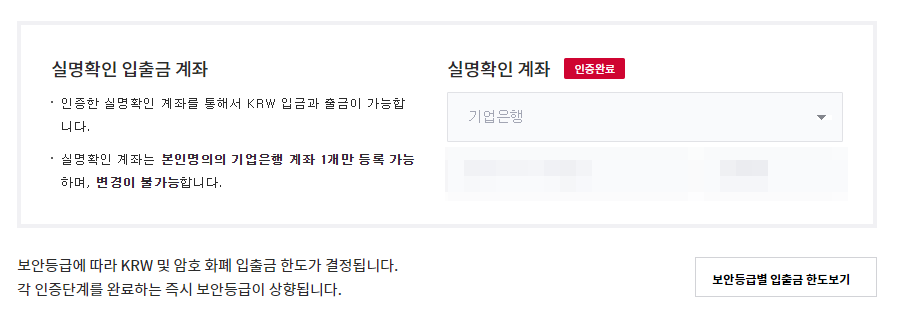 실명확인 입출금 계좌
· 인증한 실명확인 계좌를 통해서 KRW 입금과 출금이 가능합
니다.
· 실명확인 계좌는 본인명의의 기업은행 계좌 1개만 등록 가능
하며, 변경이 불가능합니다.
실명확인 계좌 인증완료
기업은행
보안등급에 따라 KRW 및 암호 화폐 입출금 한도가 결정됩니다.
각 인증단계를 완료하는 즉시 보안등급이 상향됩니다.
보안등급별 입출금 한도보기